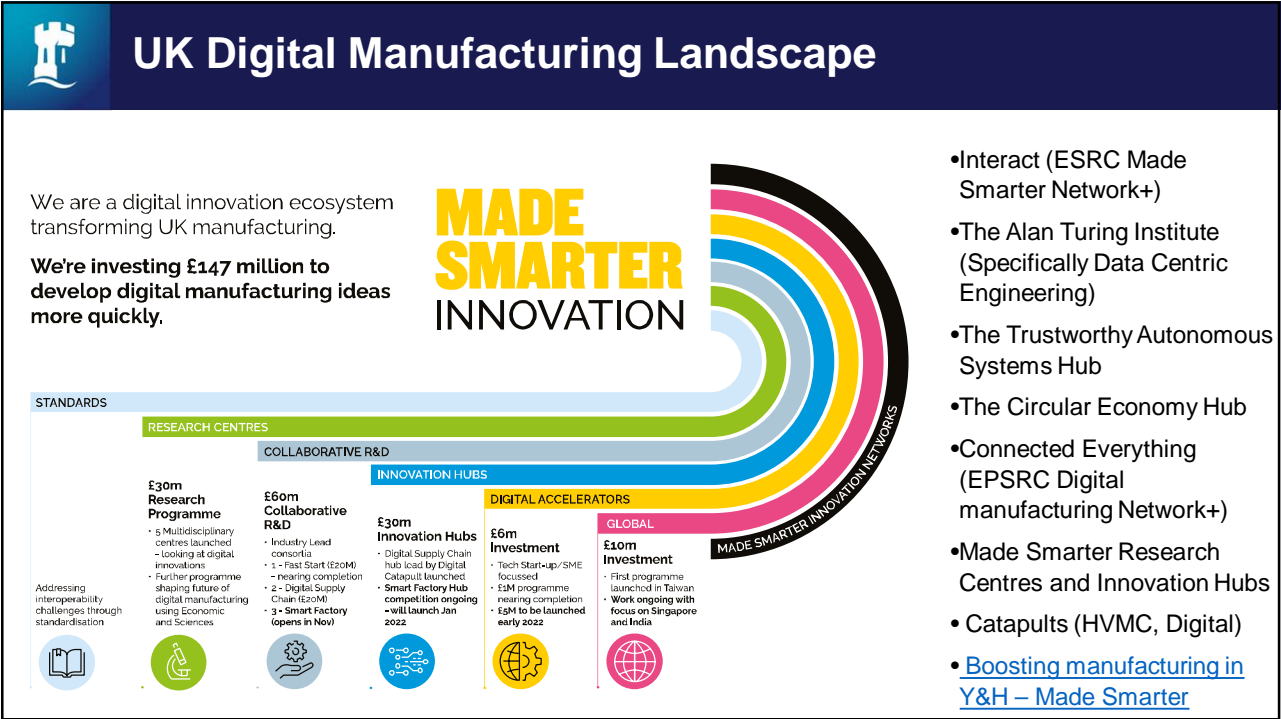 UK Digital Manufacturing Landscape
We are a digital innovation ecosystem
transforming UK manufacturing.
We're investing £147 million to
develop digital manufacturing ideas
more quickly.
MADE
SMARTER
INNOVATION
STANDARDS
RESEARCH CENTRES
COLLABORATIVE R&D
INNOVATION HUBS
DIGITAL ACCELERATORS
GLOBAL
MADE SMARTER INNOVATION NETWORKS
Addressing
interoperability
challenges through
standardisation
£30m
Research
Programme
• 5 Multidisciplinary
centres launched
– looking at digital
innovations
• Further programme
shaping future of
digital manufacturing
using Economic
and Sciences
£60m
Collaborative
R&D
• Industry Lead
consortia
• 1 - Fast Start (£20M)
– nearing completion
• 2 - Digital Supply
Chain (£20M)
• 3 - Smart Factory
(opens in Nov)
£30m
Innovation Hubs
• Digital Supply Chain
hub lead by Digital
Catapult launched
• Smart Factory Hub
competition ongoing
– will launch Jan
2022
£6m
Investment
• Tech Start-up/SME
focussed
• £1M programme
nearing completion
• £5M to be launched
early 2022
£10m
Investment
• First programme
launched in Taiwan
• Work ongoing with
focus on Singapore
and India
•Interact (ESRC Made
Smarter Network+)
•The Alan Turing Institute
(Specifically Data Centric
Engineering)
•The Trustworthy Autonomous
Systems Hub
•The Circular Economy Hub
•Connected Everything
(EPSRC Digital
manufacturing Network+)
•Made Smarter Research
Centres and Innovation Hubs
• Catapults (HVMC, Digital)
• Boosting manufacturing in
Y&H – Made Smarter